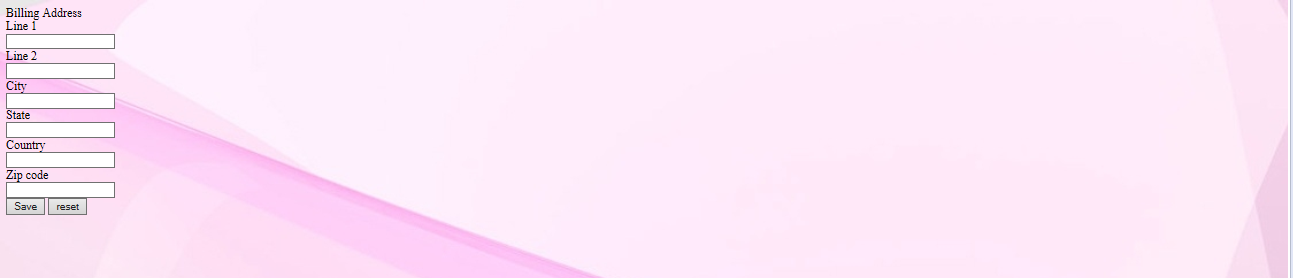 Billing Address
Line 1
Line 2
City
State
Country
Zip code
Save reset